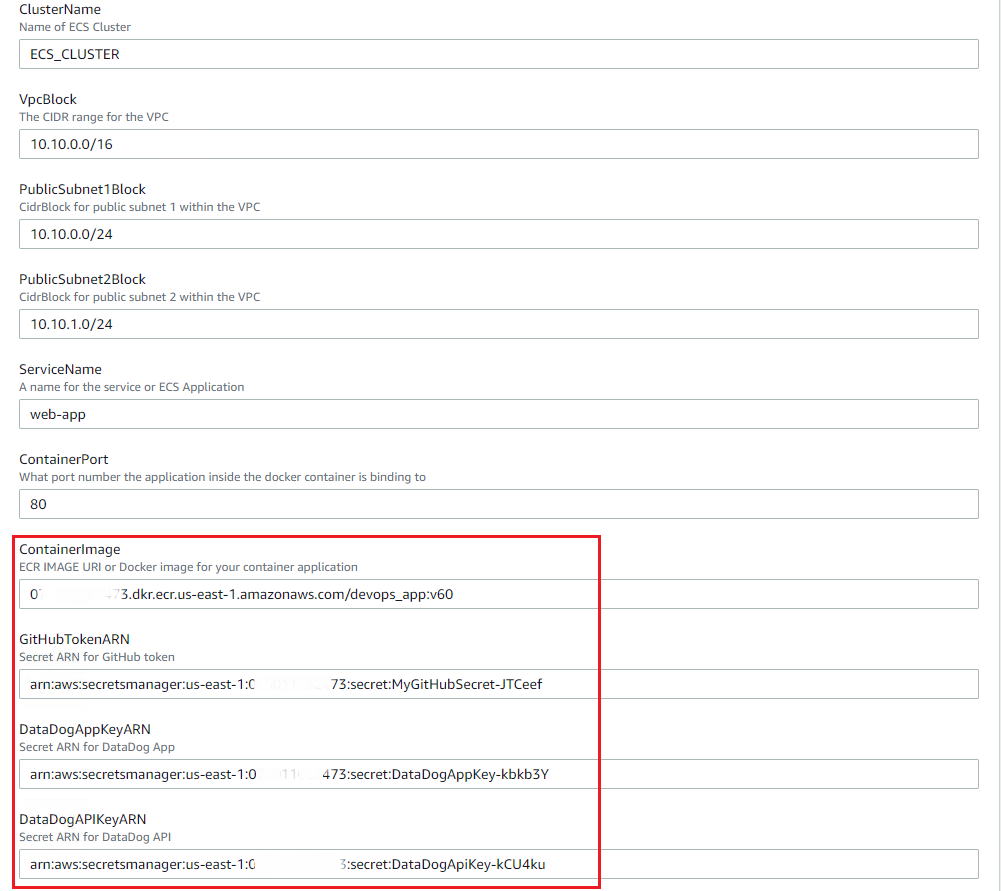 ClusterName
Name of ECS Cluster
ECS_CLUSTER
VpcBlock
The CIDR range for the VPC
10.10.0.0/16
PublicSubnet1Block
CidrBlock for public subnet 1 within the VPC
10.10.0.0/24
PublicSubnet2Block
CidrBlock for public subnet 2 within the VPC
10.10.1.0/24
ServiceName
A name for the service or ECS Application
web-app
ContainerPort
What port number the application inside the docker container is binding to
80
ContainerImage
ECR IMAGE URI or Docker image for your container application
0 73.dkr.ecr.us-east-1.amazonaws.com/devops_app:v60
GitHubTokenARN
Secret ARN for GitHub token
arn:aws:secretsmanager:us-east-1:0 73:secret:MyGitHubSecret-JTCeef
DataDogAppKeyARN
Secret ARN for DataDog App
arn:aws:secretsmanager:us-east-1:0 473:secret:DataDogAppKey-kbkb3Y
DataDogAPIKeyARN
Secret ARN for DataDog API
arn:aws:secretsmanager:us-east-1:0 3:secret:DataDogApiKey-kCU4ku